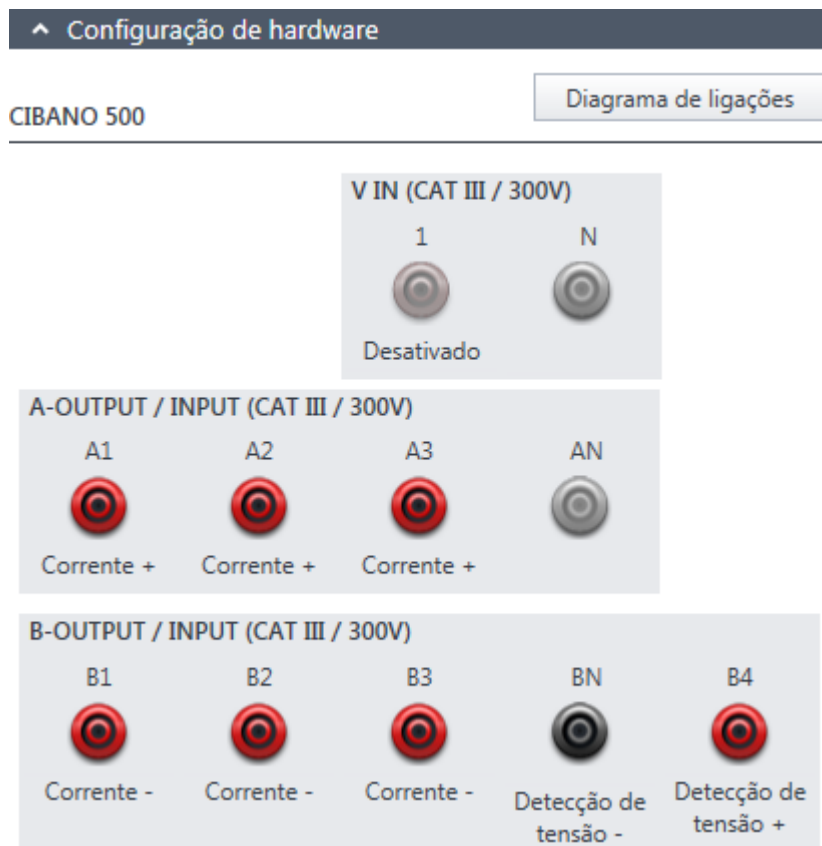 Configuração de hardware
Diagrama de ligações
CIBANO 500
V IN (CAT III / 300V)
1 N
Desativado
A-OUTPUT / INPUT (CAT III / 300V)
A1 A2 A3 AN
Corrente + Corrente + Corrente +
B-OUTPUT / INPUT (CAT III / 300V)
B1 B2 B3 BN B4
Corrente - Corrente - Corrente - Detecção de Detecção de
tensão - tensão +